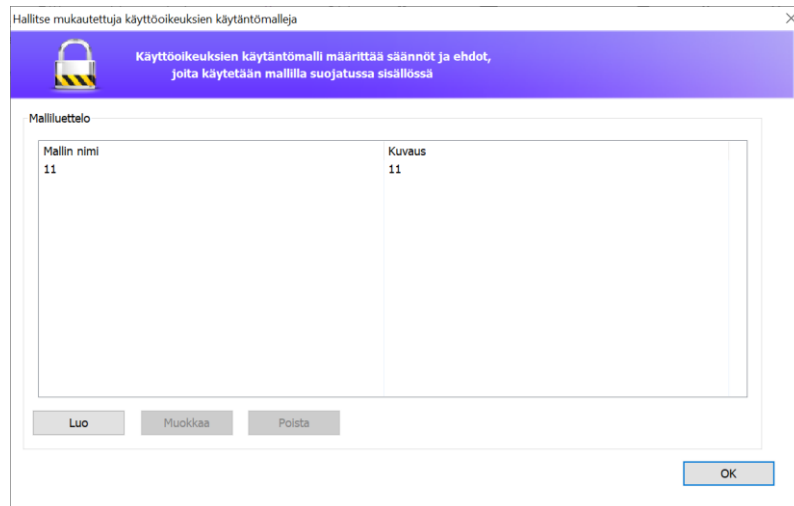 Hallitse mukautettuja käyttöoikeuksien käytäntömalleja
Käyttöoikeuksien käytäntömalli määrittää säännöt ja ehdot,
joita käytetään mallilla suojatussa sisällössä
Malliluettelo
Mallin nimi Kuvaus
11 11
Luo Muokkaa Poista
OK